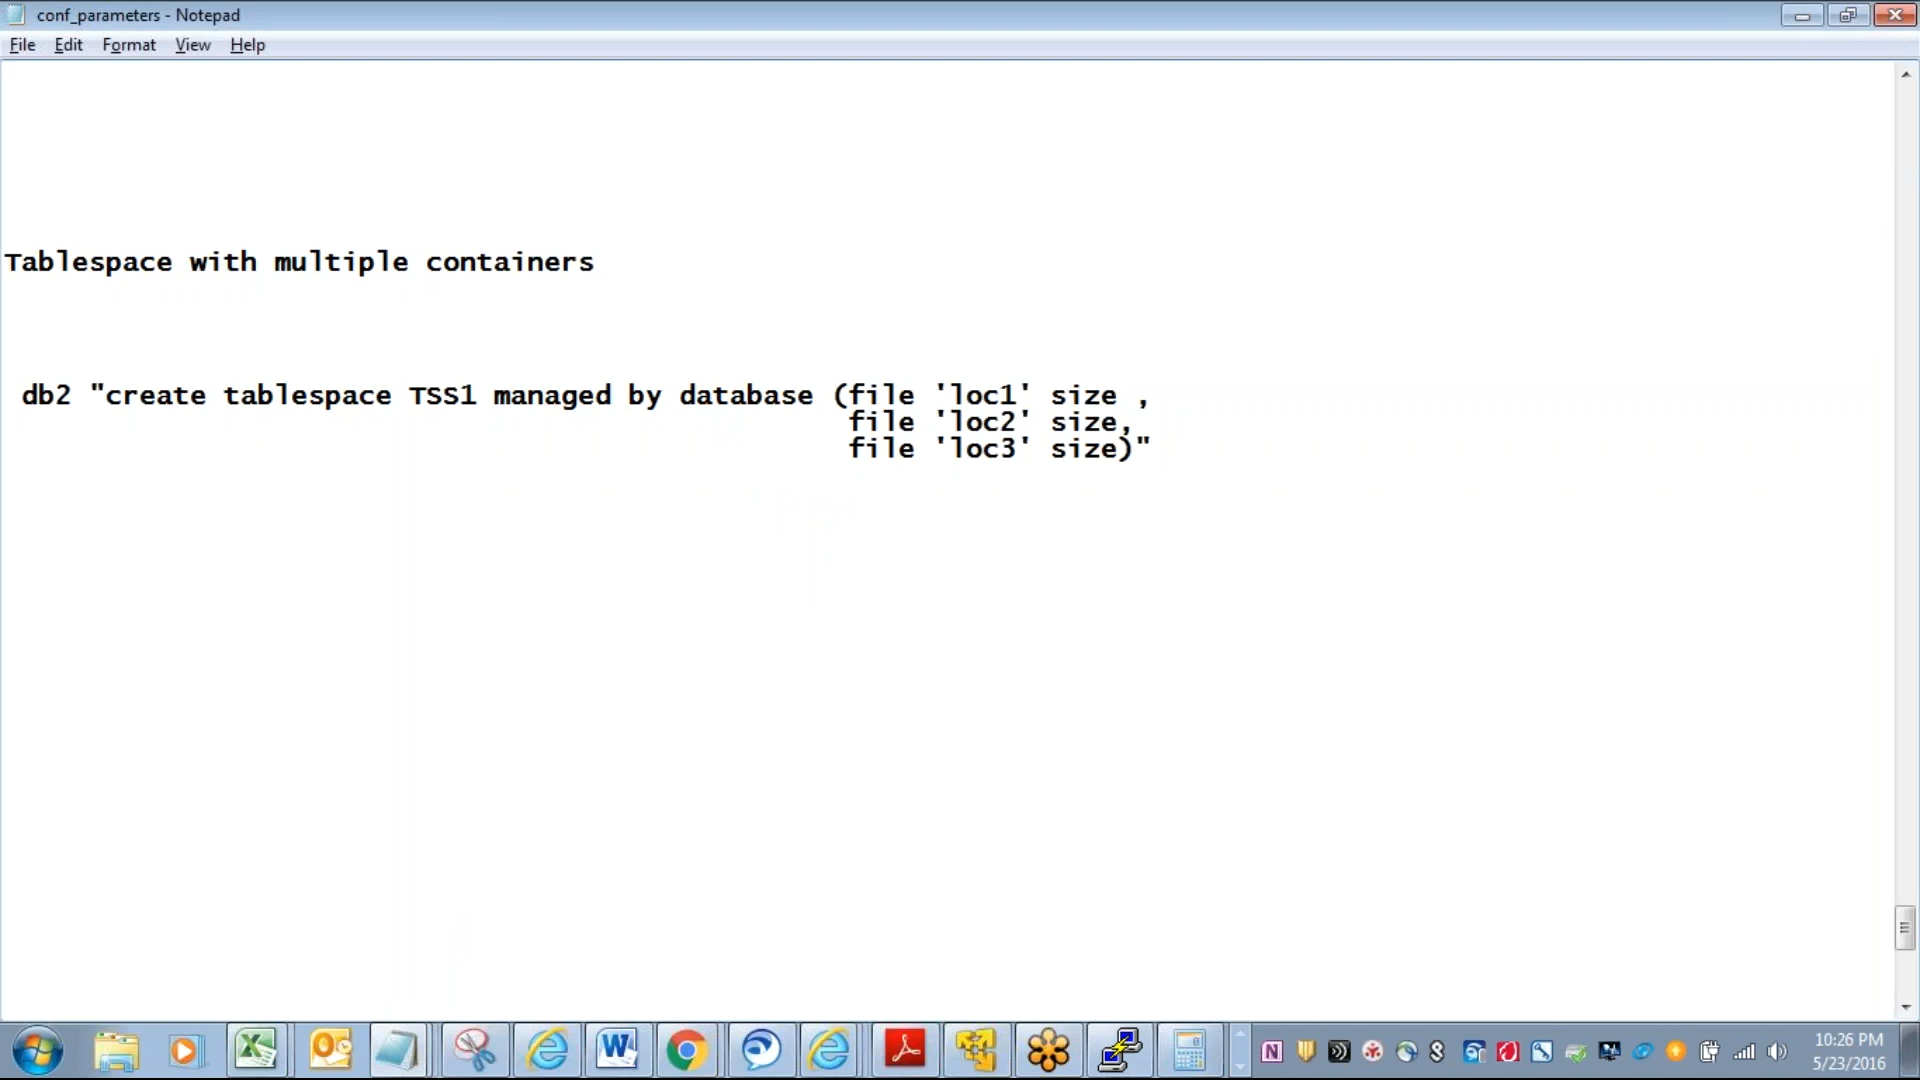 conf_parameters - Notepad
File Edit Format View Help
Tablespace with multiple containers
db2 "create tablespace TSS1 managed by database (file 'loc1' size ,
file 'loc2' size,
file 'loc3' size)"
10:26 PM
5/23/2016